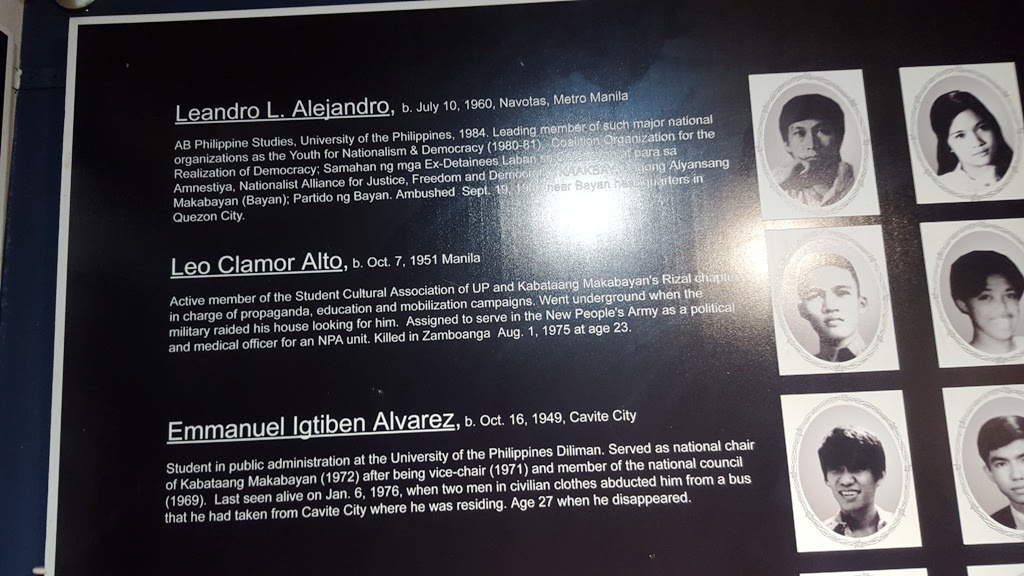 Leandro L. Alejandro, b. July 10, 1960, Navotas, Metro Manila
AB Philippine Studies, University of the Philippines, 1984. Leading member of such major national
organizations as the Youth for Nationalism & Democracy (1980-81), Coalition Organization for the
Realization of Democracy; Samahan ng mga Ex-Detainees Laban para sa
Amnestiya, Nationalist Alliance for Justice, Freedom and Alyansang
Makabayan (Bayan); Partido ng Bayan. Ambushed Sept. 19, near Bayan headquarters in
Quezon City.
Leo Clamor Alto, b. Oct. 7, 1951 Manila
Active member of the Student Cultural Association of UP and Kabataang Makabayan's Rizal chapter
in charge of propaganda, education and mobilization campaigns. Went underground when the
military raided his house looking for him. Assigned to serve in the New People's Army as a political
and medical officer for an NPA unit. Killed in Zamboanga Aug. 1, 1975 at age 23.
Emmanuel Igtiben Alvarez, b. Oct. 16, 1949, Cavite City
Student in public administration at the University of the Philippines Diliman. Served as national chair
of Kabataang Makabayan (1972) after being vice-chair (1971) and member of the national council
(1969). Last seen alive on Jan. 6, 1976, when two men in civilian clothes abducted him from a bus
that he had taken from Cavite City where he was residing. Age 27 when he disappeared.